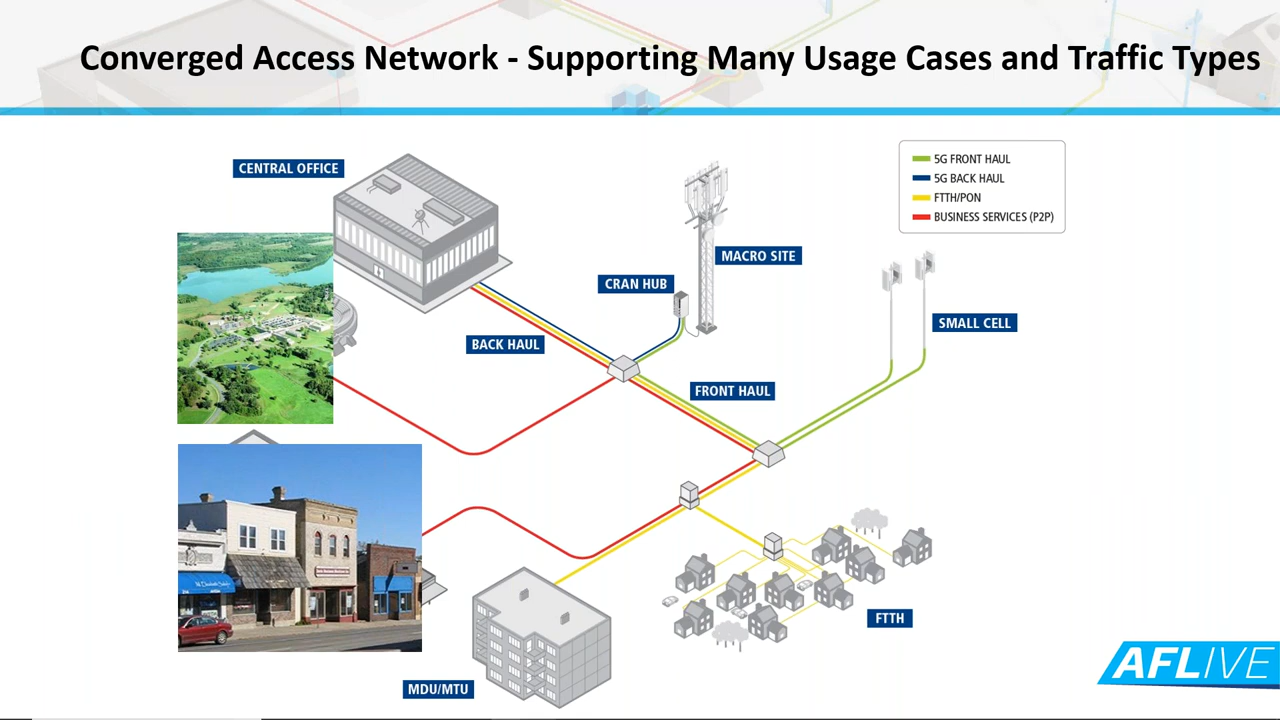 Converged Access Network - Supporting Many Usage Cases and Traffic Types
CENTRAL OFFICE
5G FRONT HAUL
5G BACK HAUL
FTTH/PON
BUSINESS SERVICES (P2P)
MACRO SITE
CRAN HUB
SMALL CELL
BACK HAUL
FRONT HAUL
FTTH
MDU/MTU
AFLIVE